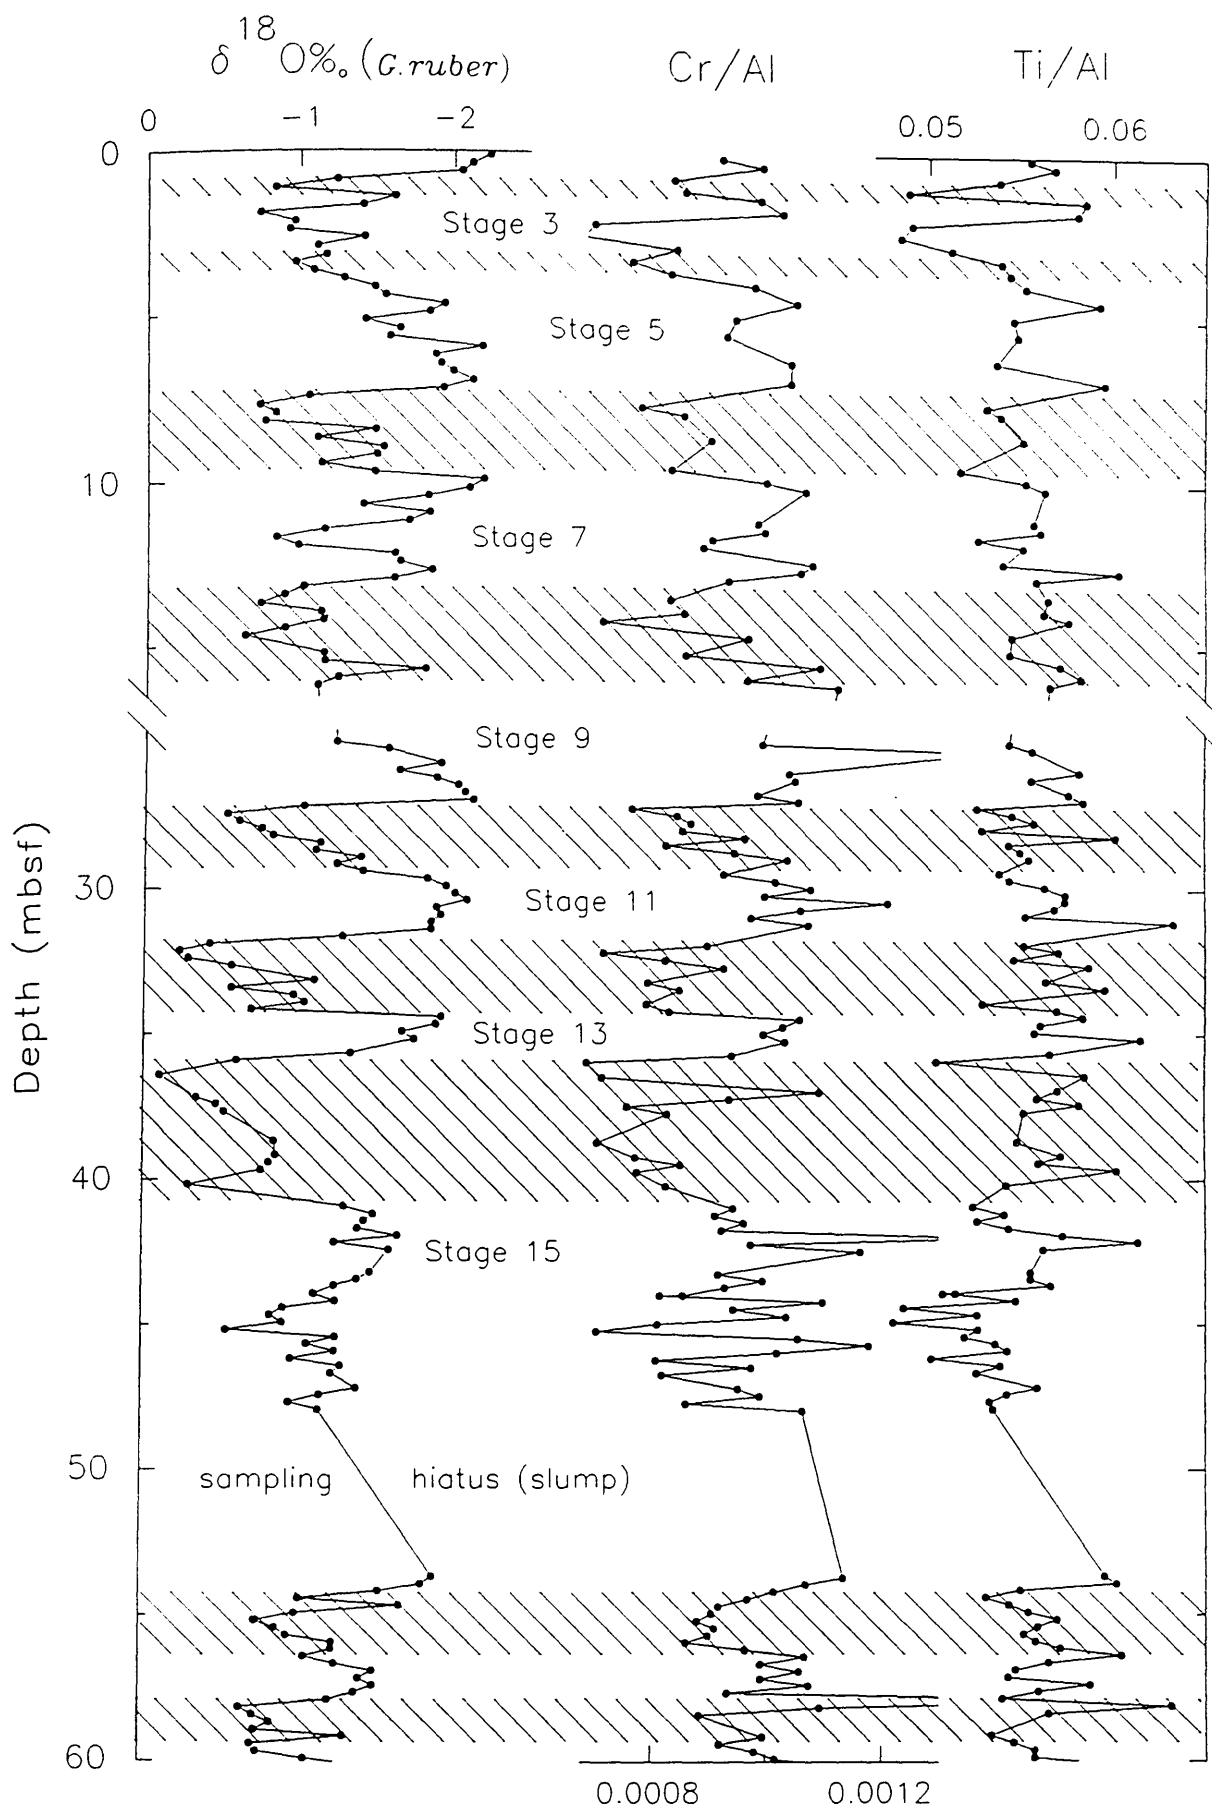 δ 18 O‰ (G.ruber) Cr/Al Ti/Al
0 −1 −2 0.05 0.06
0
Stage 3
Stage 5
10
Stage 7
Stage 9
30
Stage 11
Stage 13
40
Stage 15
50
sampling hiatus (slump)
60
0.0008 0.0012
Depth (mbsf)